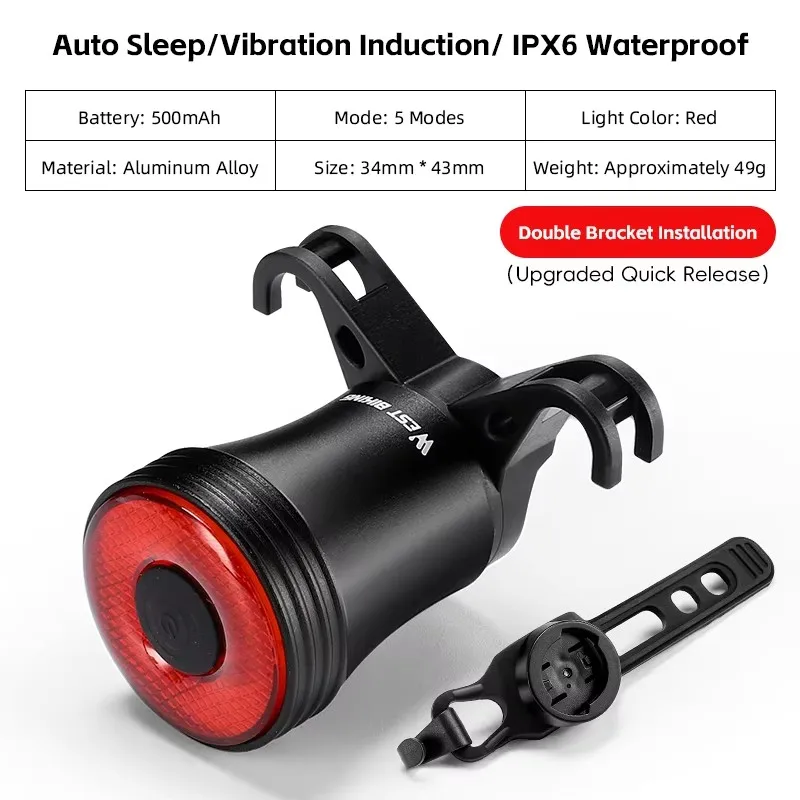 Auto Sleep/Vibration Induction/ IPX6 Waterproof
Battery: 500mAh
Mode: 5 Modes
Light Color: Red
Material: Aluminum Alloy
Size: 34mm * 43mm
Weight: Approximately 49g
Double Bracket Installation
(Upgraded Quick Release)
WEST BIKING